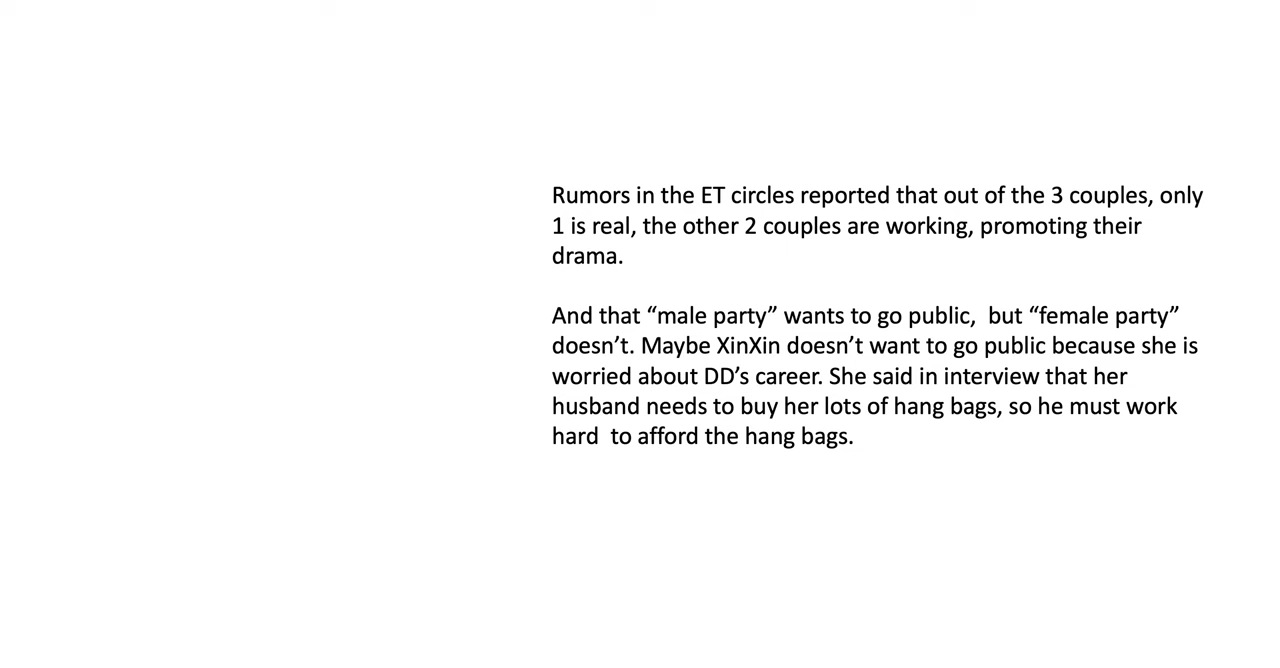 Rumors in the ET circles reported that out of the 3 couples, only
1 is real, the other 2 couples are working, promoting their
drama.
And that “male party” wants to go public,  but “female party”
doesn’t. Maybe XinXin doesn’t want to go public because she is
worried about DD’s career. She said in interview that her
husband needs to buy her lots of hang bags, so he must work
hard  to afford the hang bags.